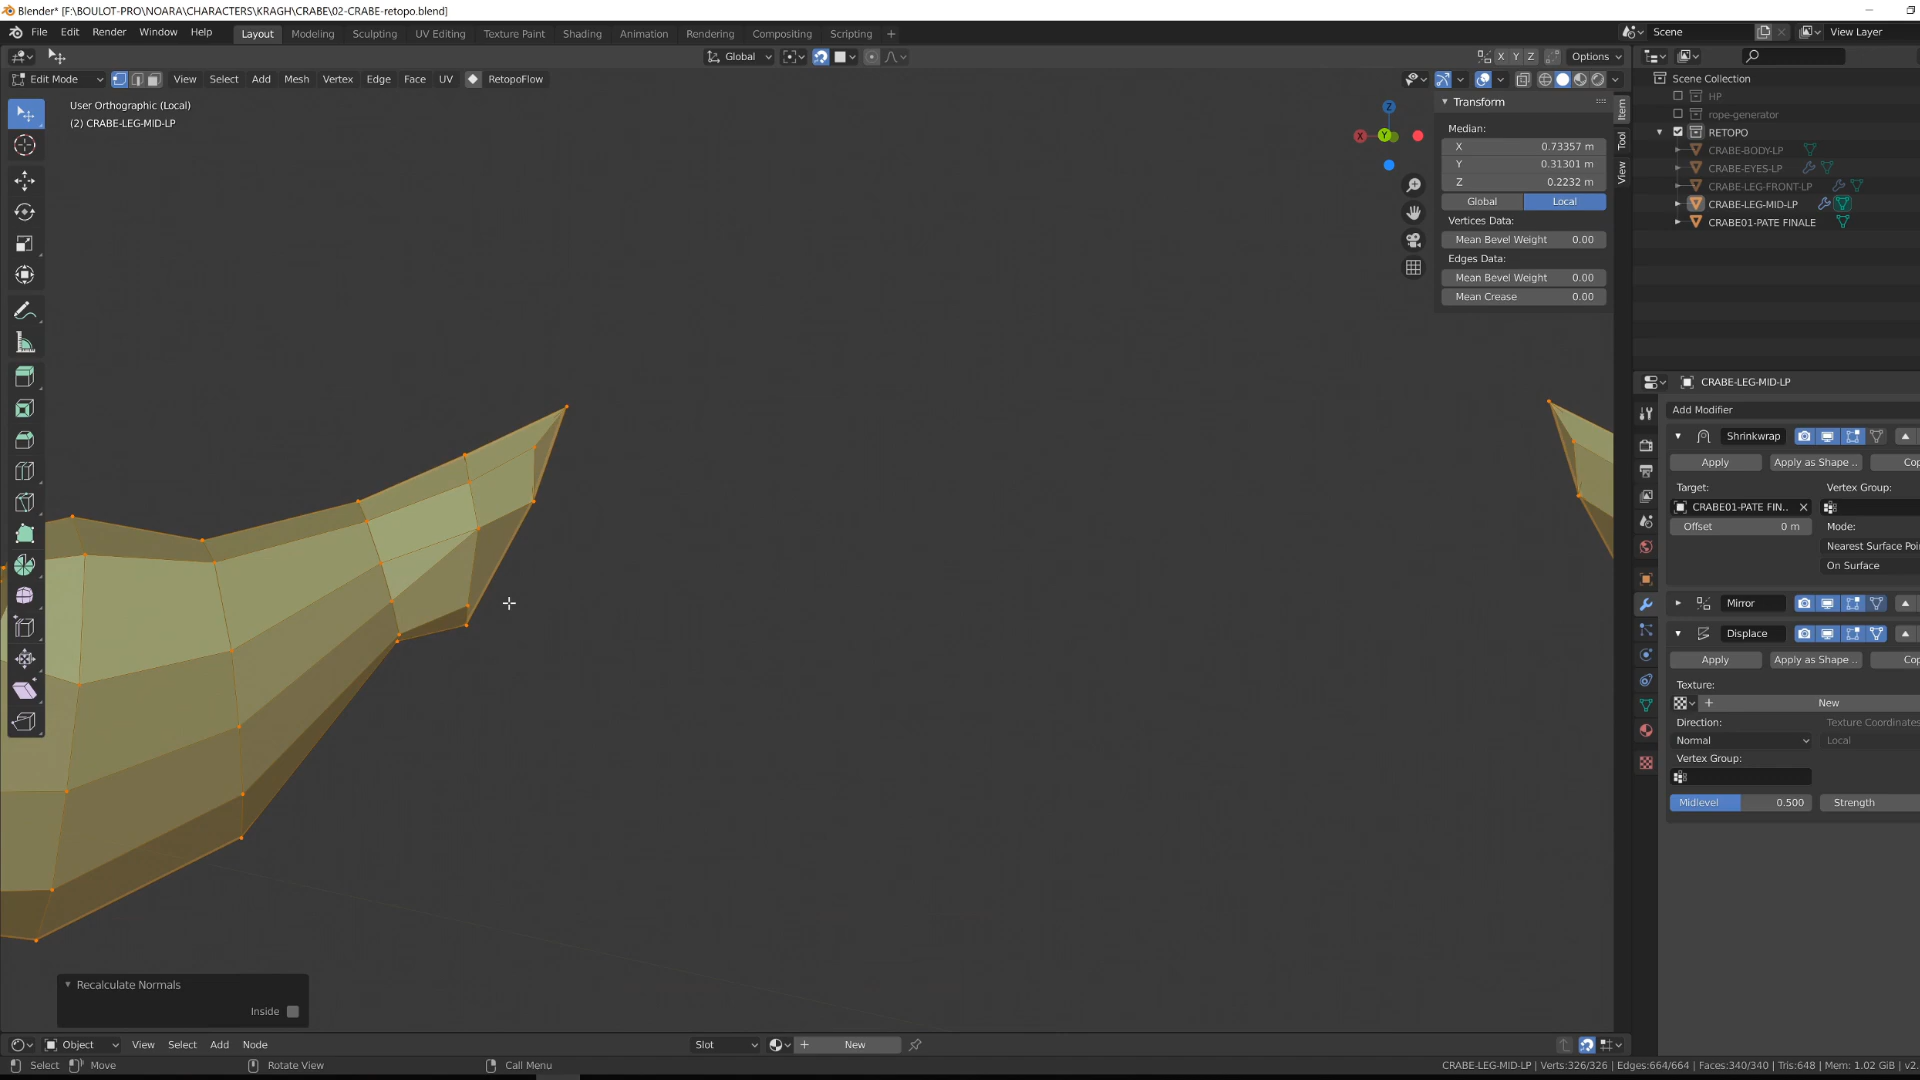 Blender* [F:\BOULOT-PRO\NOARA\CHARACTERS\KRAGH\CRABE\02-CRABE-retopo.blend]
File Edit Render Window Help Layout Modeling Sculpting UV Editing Texture Paint Shading Animation Rendering Compositing Scripting + Scene View Layer
Global X Y Z Options
Edit Mode View Select Add Mesh Vertex Edge Face UV RetopoFlow
User Orthographic (Local)
(2) CRABE-LEG-MID-LP
Z
X
Y
Transform
Median:
X 0.73357 m
Y 0.31301 m
Z 0.2232 m
Global Local
Vertices Data:
Mean Bevel Weight 0.00
Edges Data:
Mean Bevel Weight 0.00
Mean Crease 0.00
Item
Tool
View
Scene Collection
HP
rope-generator
RETOPO
CRABE-BODY-LP
CRABE-EYES-LP
CRABE-LEG-FRONT-LP
CRABE-LEG-MID-LP
CRABE01-PATE FINALE
CRABE-LEG-MID-LP
Add Modifier
Shrinkwrap
Apply Apply as Shape .. Cop
Target: Vertex Group:
CRABE01-PATE FIN..
Offset 0 m Mode:
Nearest Surface Poi
On Surface
Mirror
Displace
Apply Apply as Shape .. Cop
Texture:
+ New
Direction: Texture Coordinates
Normal Local
Vertex Group:
Midlevel 0.500 Strength
Recalculate Normals
Inside
Object View Select Add Node Slot + New
Select Move Rotate View Call Menu CRABE-LEG-MID-LP | Verts:326/326 | Edges:664/664 | Faces:340/340 | Tris:648 | Mem: 1.02 GiB | v2.